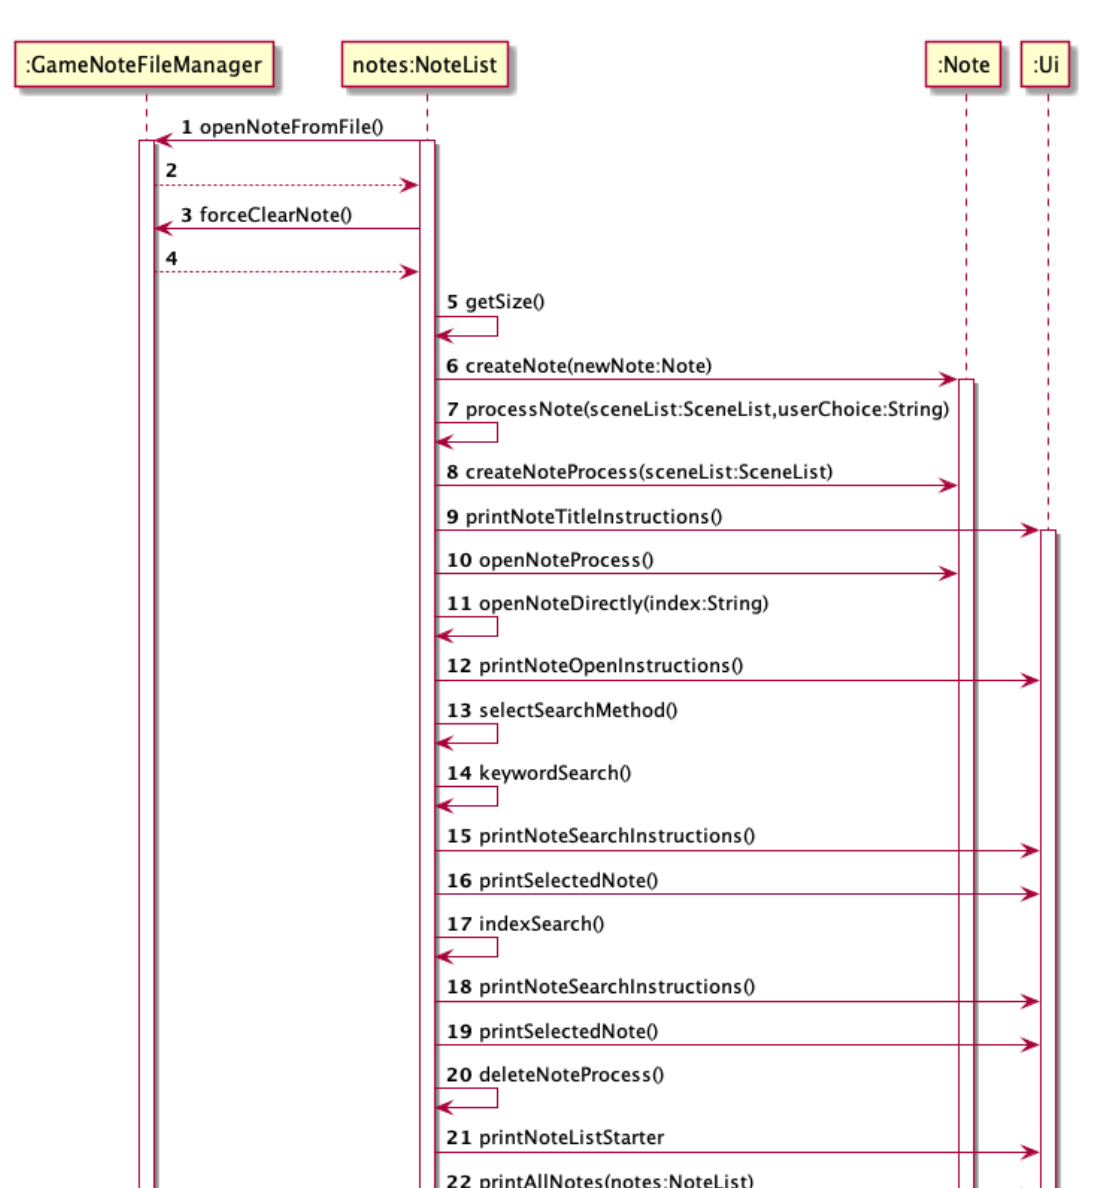 :GameNoteFileManager notes:NoteList :Note :Ui
1 openNoteFromFile()
2
3 forceClearNote()
4
5 getSize()
6 createNote(newNote:Note)
7 processNote(sceneList:SceneList,userChoice:String)
8 createNoteProcess(sceneList:SceneList)
9 printNoteTitleInstructions()
10 openNoteProcess()
11 openNoteDirectly(index:String)
12 printNoteOpenInstructions()
13 selectSearchMethod()
14 keywordSearch()
15 printNoteSearchInstructions()
16 printSelectedNote()
17 indexSearch()
18 printNoteSearchInstructions()
19 printSelectedNote()
20 deleteNoteProcess()
21 printNoteListStarter
22 printAllNotes(notes:NoteList)